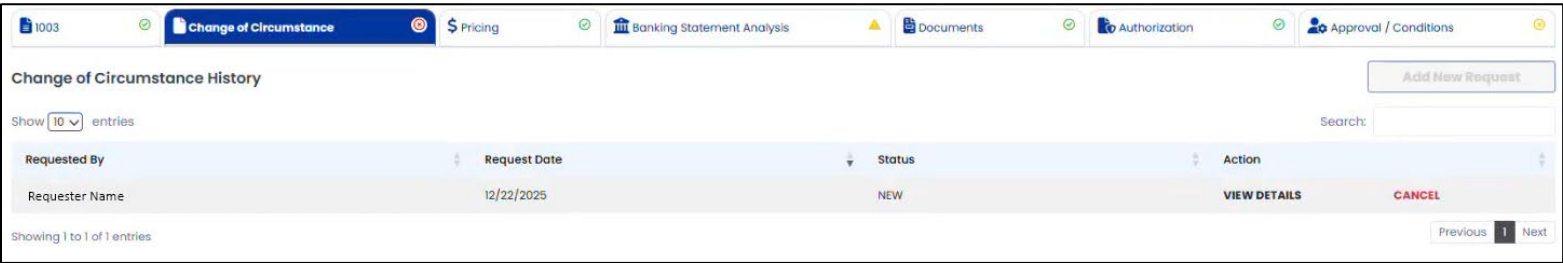 1003 Change of Circumstance $ Pricing Banking Statement Analysis Documents Authorization Approval / Conditions
Change of Circumstance History Add New Request
Show 10 entries Search:
Requested By Request Date Status Action
Requester Name 12/22/2025 NEW VIEW DETAILS CANCEL
Showing 1 to 1 of 1 entries Previous 1 Next